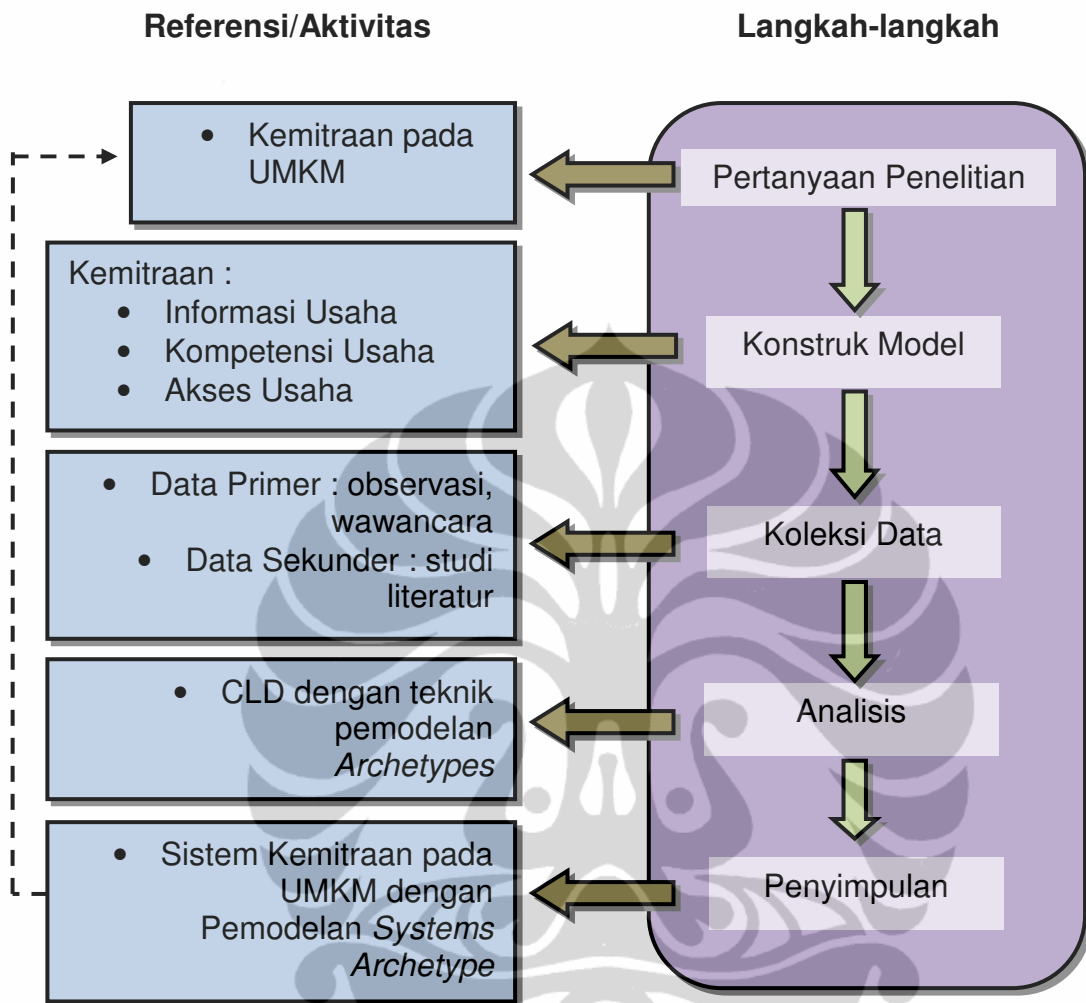 Referensi/Aktivitas
Langkah-langkah
• Kemitraan pada
UMKM
Pertanyaan Penelitian
Kemitraan :
• Informasi Usaha
• Kompetensi Usaha
• Akses Usaha
Konstruk Model
• Data Primer : observasi,
wawancara
• Data Sekunder : studi
literatur
Koleksi Data
• CLD dengan teknik
pemodelan
Archetypes
Analisis
• Sistem Kemitraan pada
UMKM dengan
Pemodelan Systems
Archetype
Penyimpulan